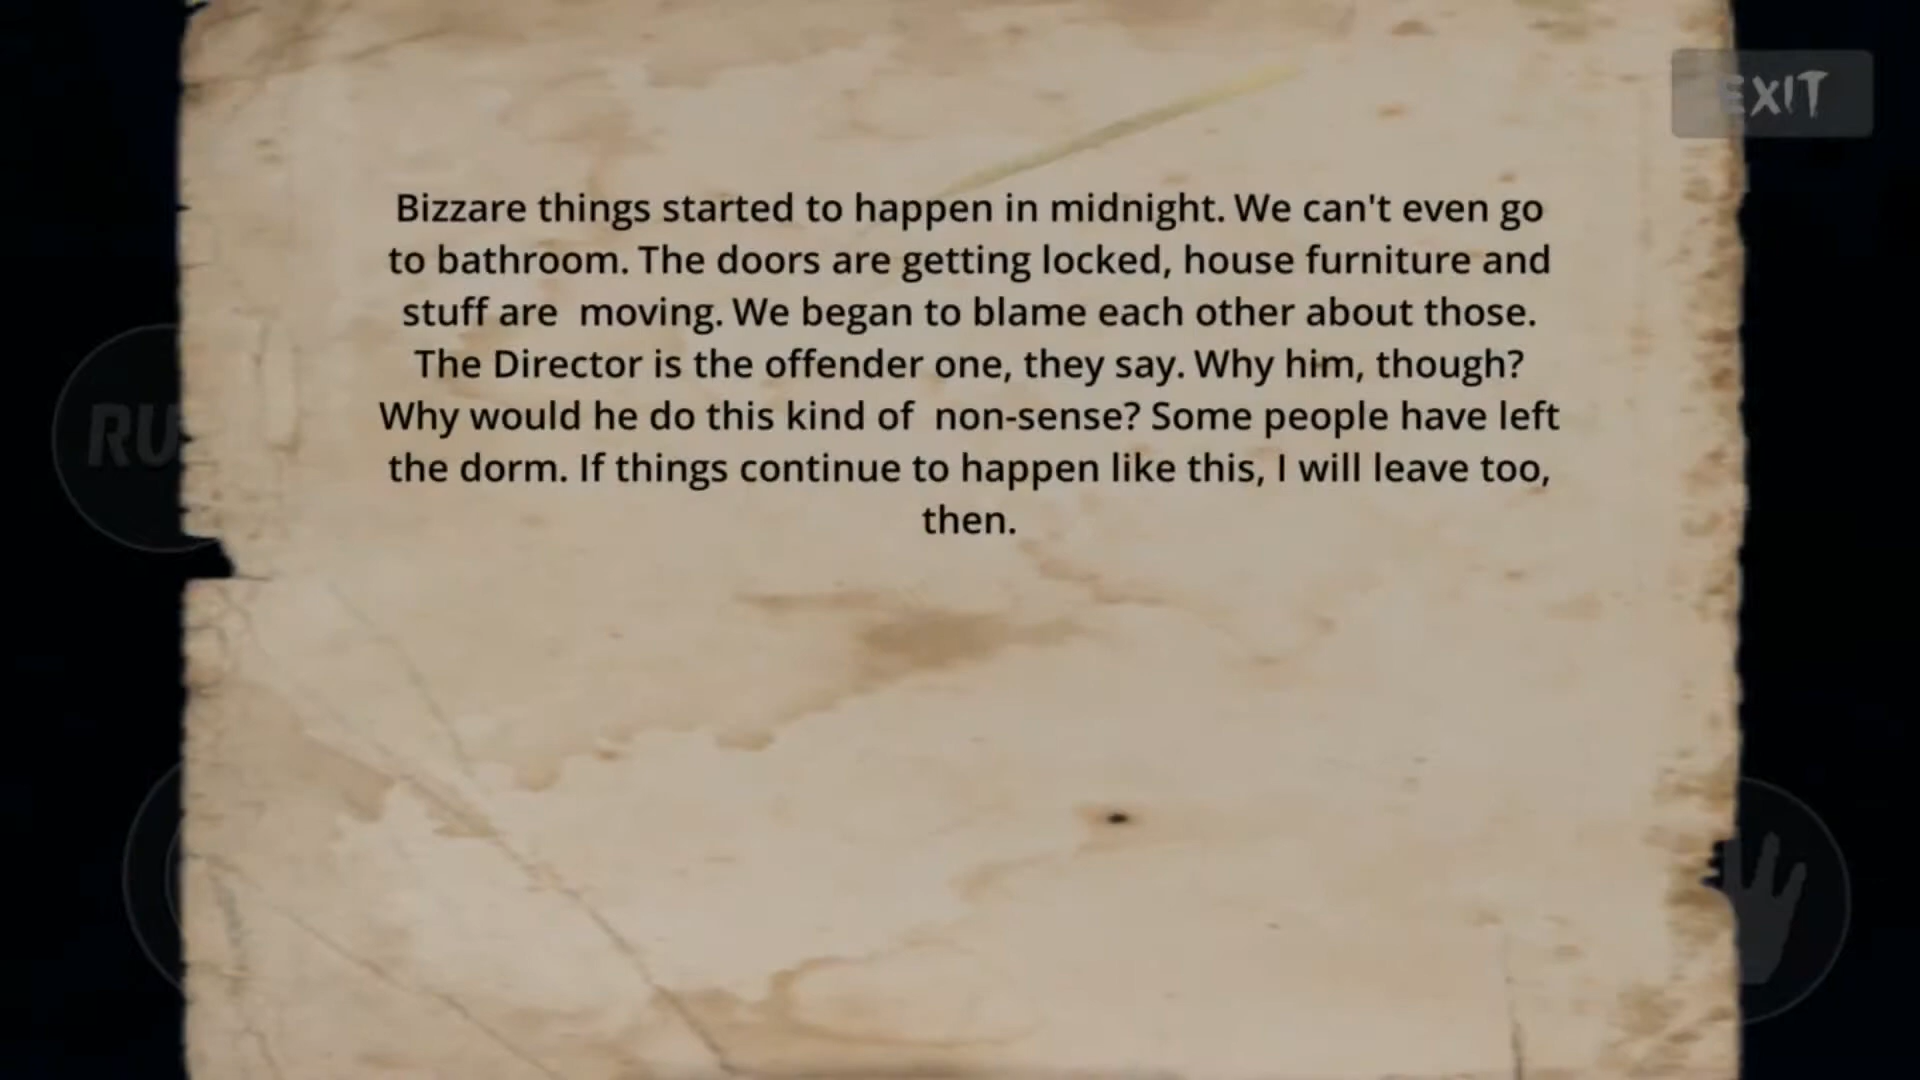 EXIT
Bizzare things started to happen in midnight. We can't even go
to bathroom. The doors are getting locked, house furniture and
stuff are  moving. We began to blame each other about those.
The Director is the offender one, they say. Why him, though?
Why would he do this kind of  non-sense? Some people have left
the dorm. If things continue to happen like this, I will leave too,
then.